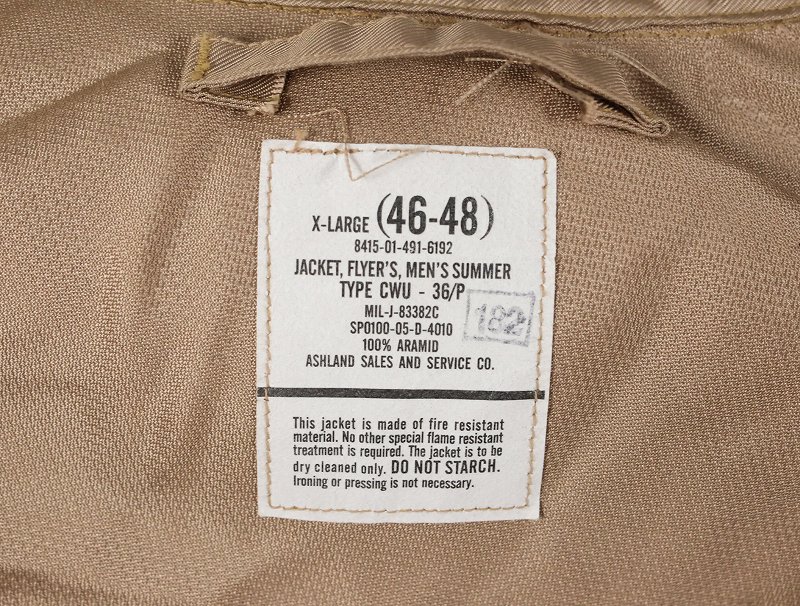 X-LARGE (46-48)
8415-01-491-6192
JACKET, FLYER'S, MEN'S SUMMER
TYPE CWU - 36/P
MIL-J-83382C
182
SPO100-05-D-4010
100% ARAMID
ASHLAND SALES AND SERVICE CO.
This jacket is made of fire resistant
material. No other special flame resistant
treatment is required. The jacket is to be
dry cleaned only. DO NOT STARCH.
Ironing or pressing is not necessary.